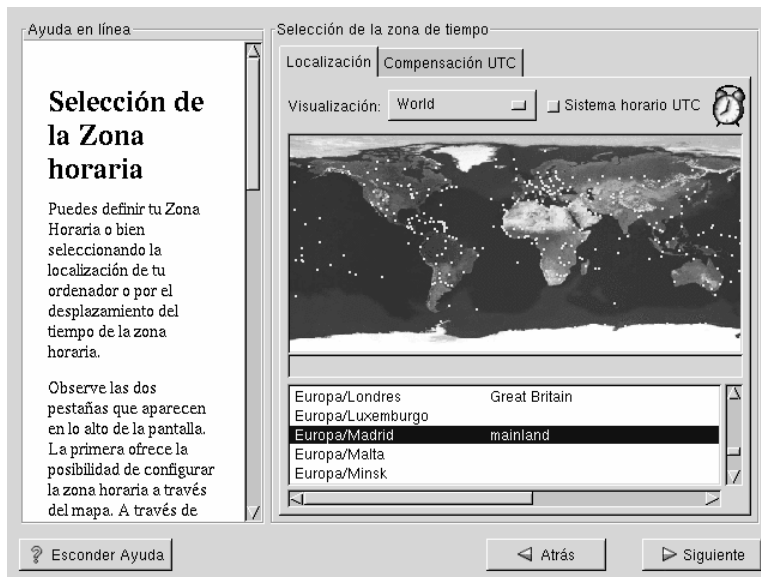 Ayuda en línea
Selección de
la Zona
horaria
Puedes definir tu Zona
Horaria o bien
seleccionando la
localización de tu
ordenador o por el
desplazamiento del
tiempo de la zona
horaria.
Observe las dos
pestañas que aparecen
en lo alto de la pantalla.
La primera ofrece la
posibilidad de configurar
la zona horaria a través
del mapa. A través de
Selección de la zona de tiempo
Localización Compensación UTC
Visualización: World Sistema horario UTC
Europa/Londres Great Britain
Europa/Luxemburgo
Europa/Madrid mainland
Europa/Malta
Europa/Minsk
Esconder Ayuda Atrás Siguiente